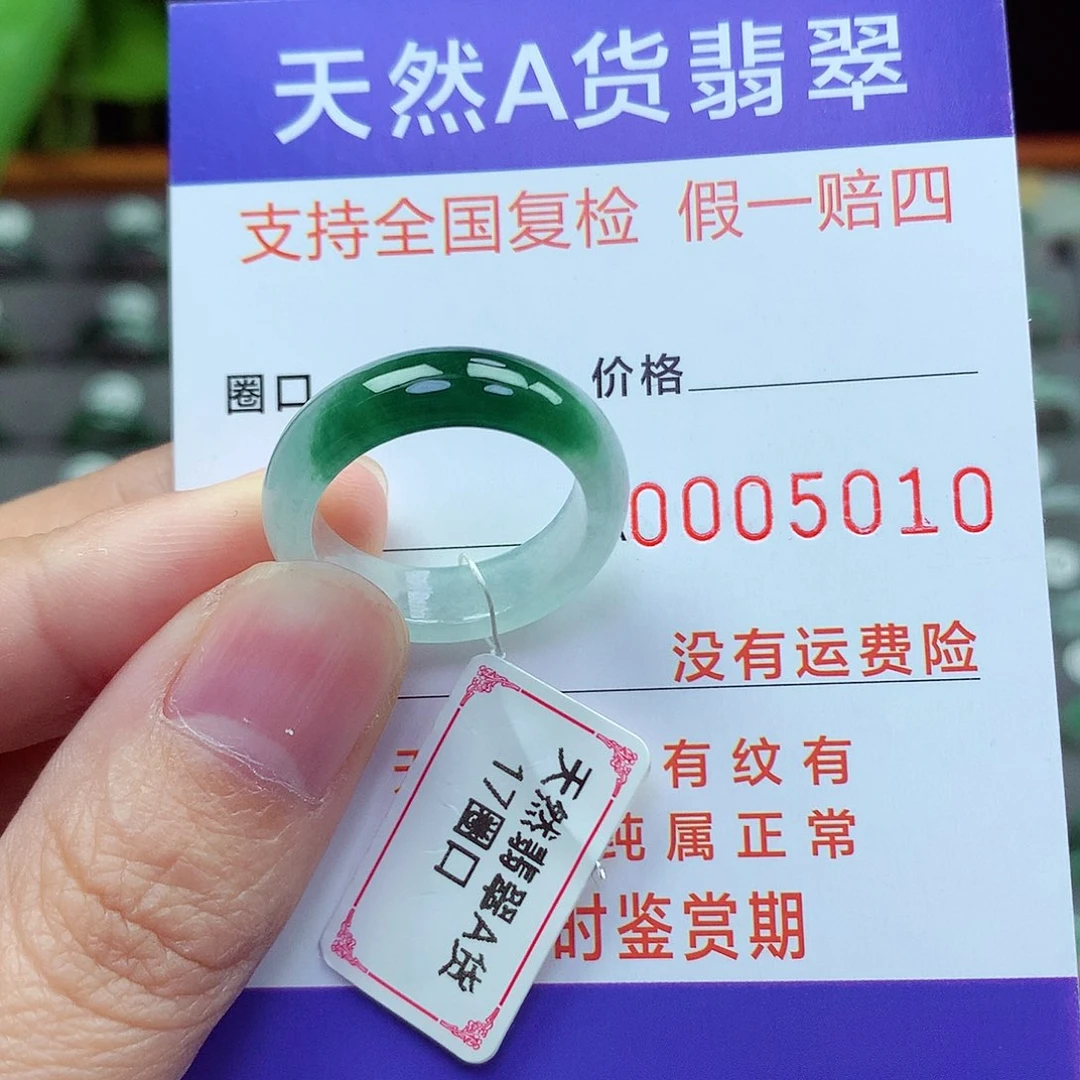 天然A货翡翠
支持全国复检 假一赔四
圈口 价格
0005010
没有运费险
有纹有
纯属正常
时鉴赏期
天然翡翠A货
17圈口